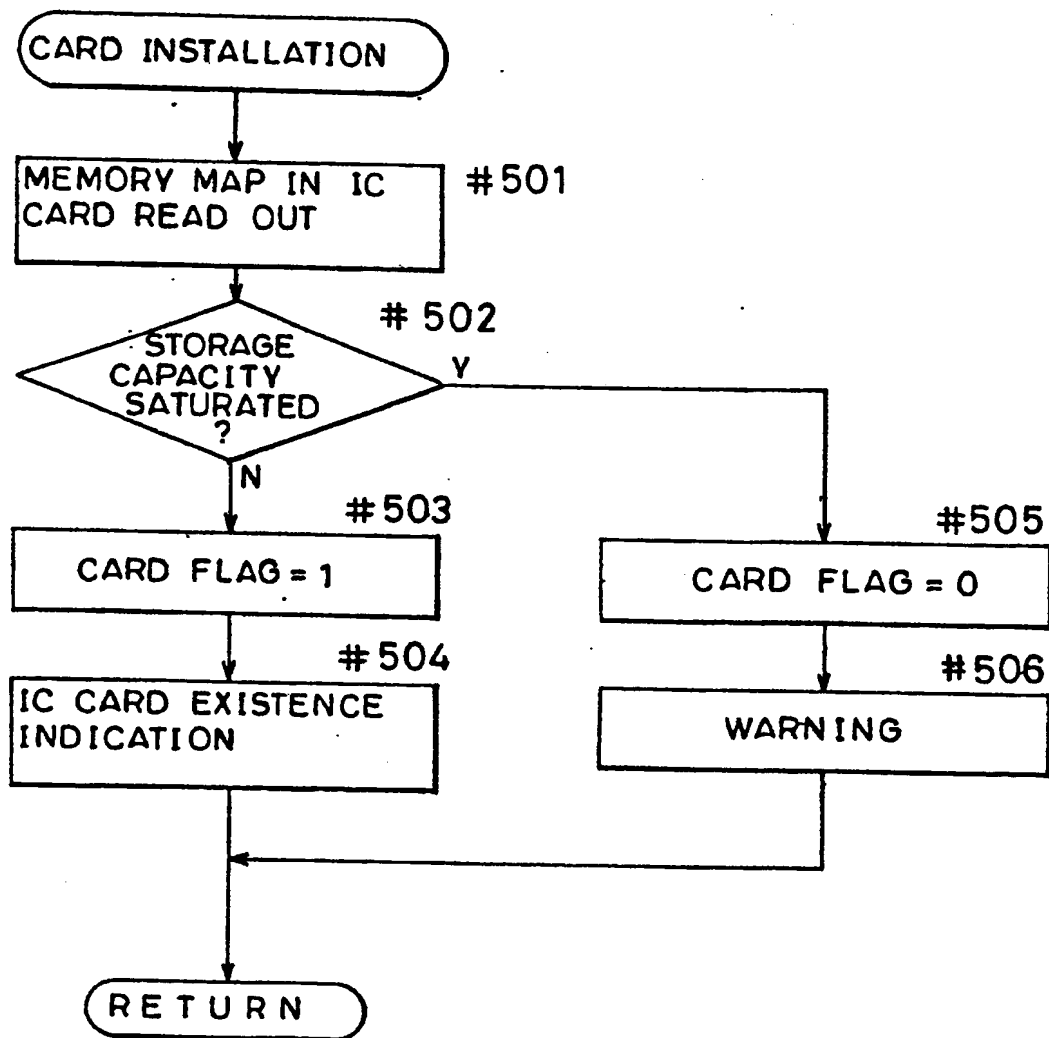 CARD INSTALLATION
MEMORY MAP IN IC
CARD READ OUT
#501
#502
STORAGE
CAPACITY
SATURATED
?
Y
N
#503
CARD FLAG = 1
#504
IC CARD EXISTENCE
INDICATION
#505
CARD FLAG = 0
#506
WARNING
RETURN